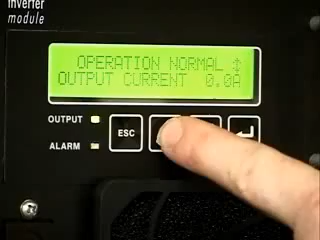 inverter
module
OPERATION NORMAL ↕
OUTPUT CURRENT 0.0A
OUTPUT
ESC
ALARM